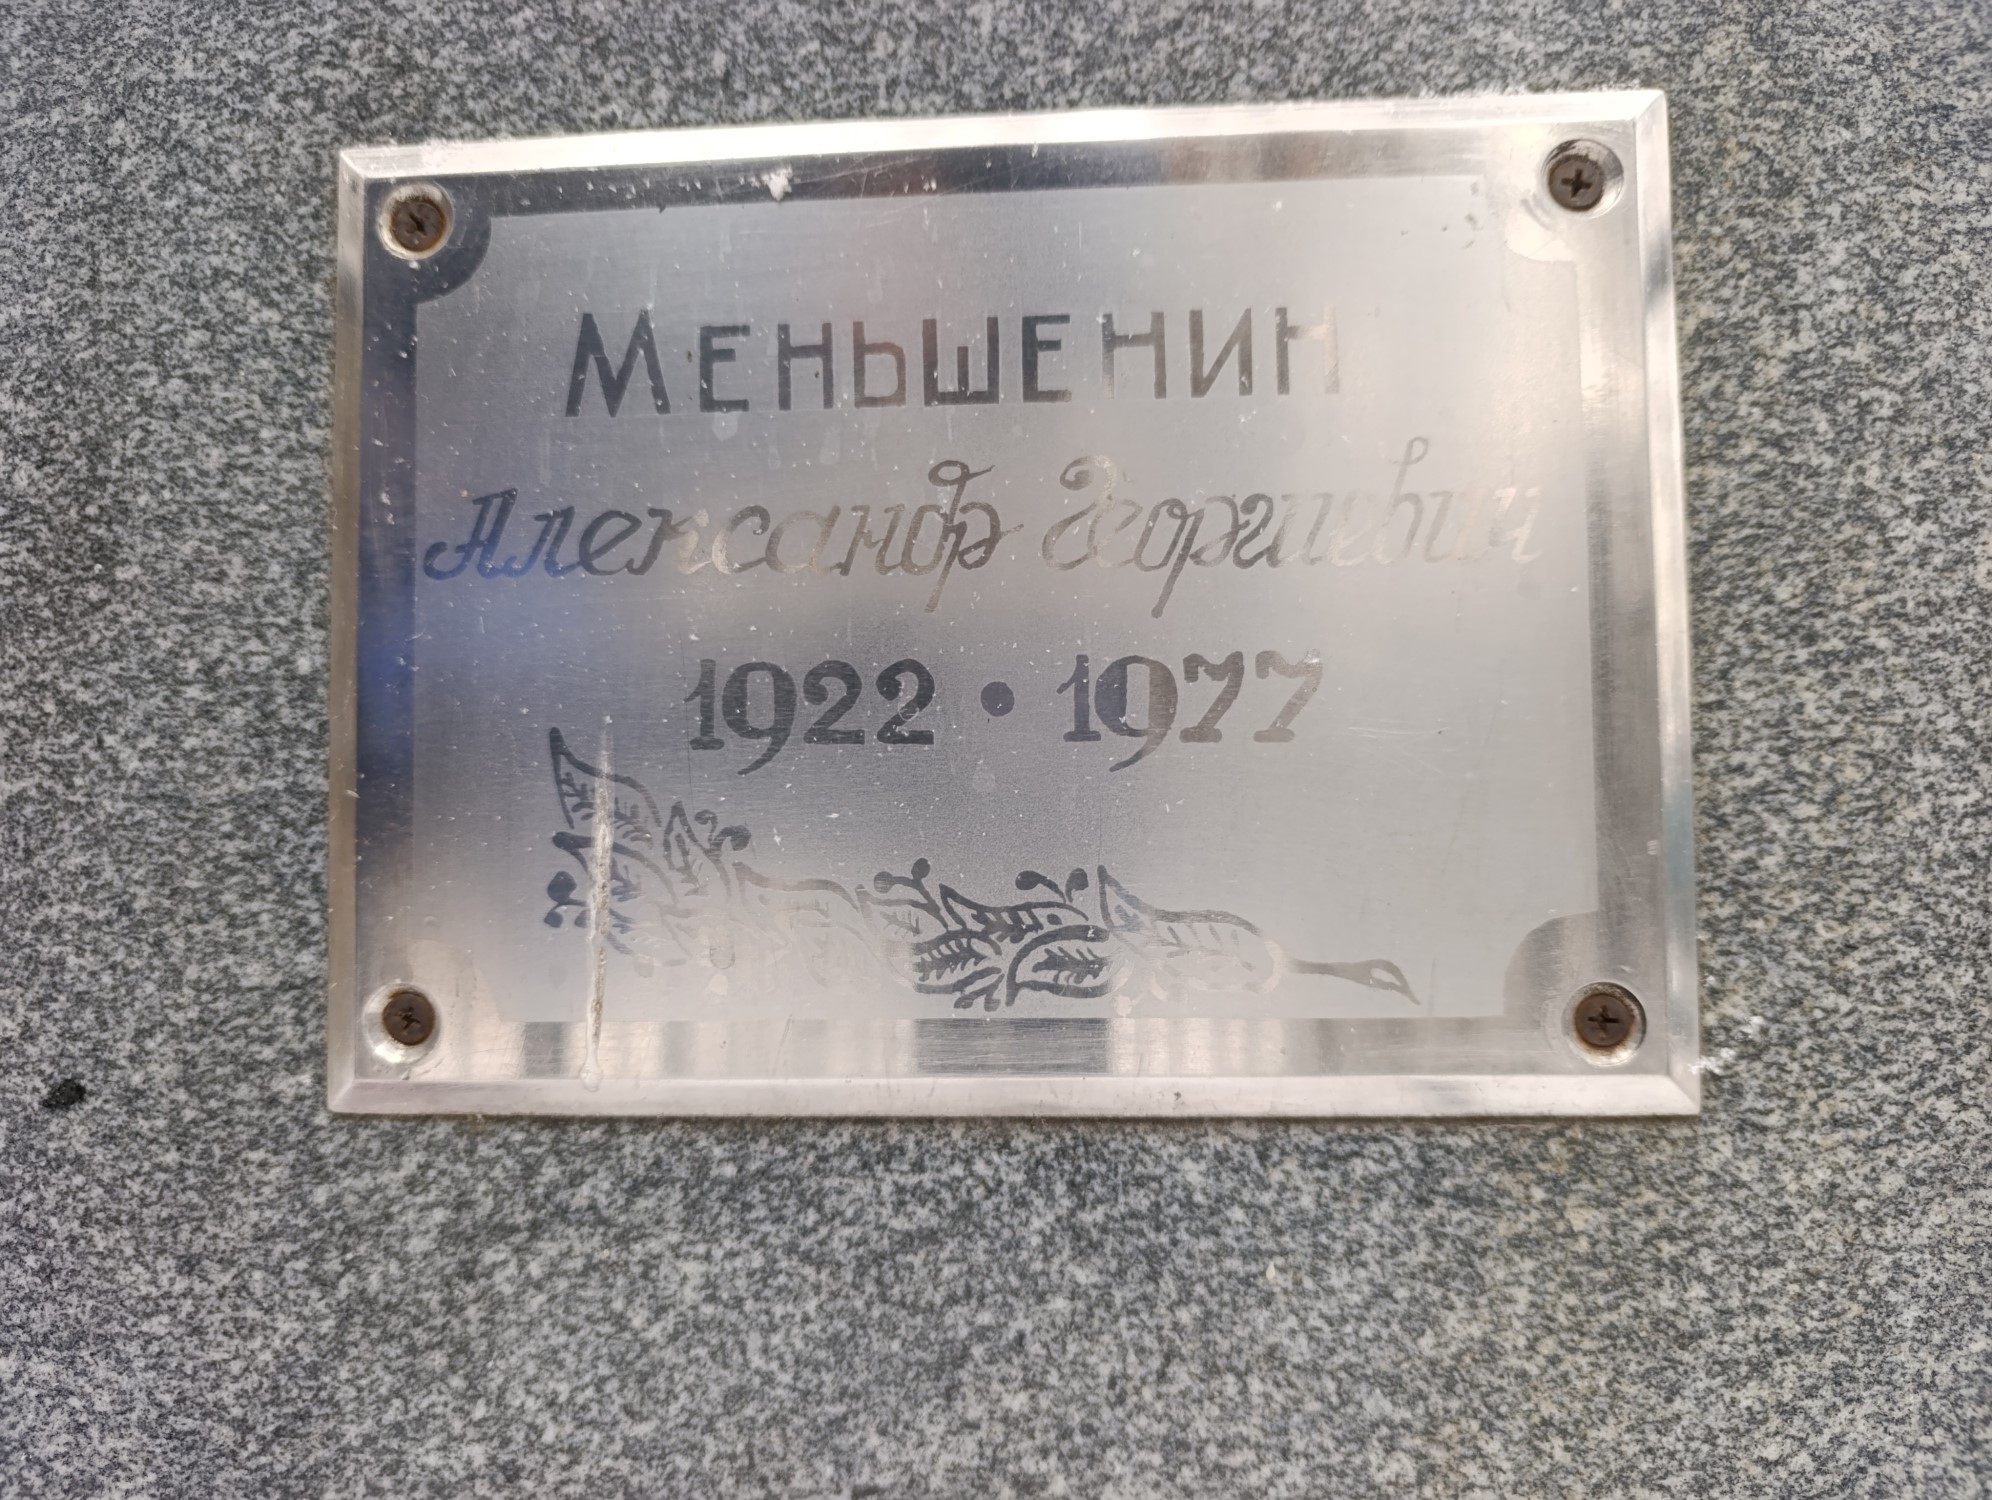 МЕНЬШЕНИН
Александр Георгиевич
1922 • 1977